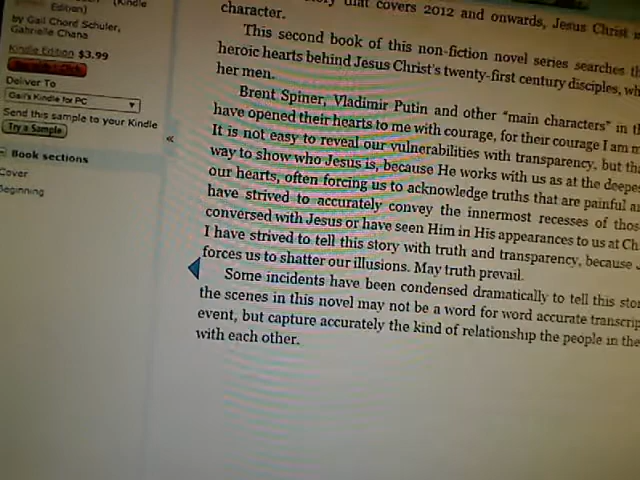 (Kindle
Edition)
by Gail Chord Schuler,
Gabrielle Chana
Kindle Edition $3.99
Deliver To
Gail's Kindle for PC
Send this sample to your Kindle
Try a Sample
«
Book sections
Cover
Beginning
that covers 2012 and onwards, Jesus Christ
character.
This second book of this non-fiction novel series searches
heroic hearts behind Jesus Christ's twenty-first century disciples,
her men.
Brent Spiner, Vladimir Putin and other "main characters" in
have opened their hearts to me with courage, for their courage I am
It is not easy to reveal our vulnerabilities with transparency, but
way to show who Jesus is, because He works with us as at the
our hearts, often forcing us to acknowledge truths that are painful
have strived to accurately convey the innermost recesses of
conversed with Jesus or have seen Him in His appearances to us at
I have strived to tell this story with truth and transparency, because
forces us to shatter our illusions. May truth prevail.
Some incidents have been condensed dramatically to tell this
the scenes in this novel may not be a word for word accurate
event, but capture accurately the kind of relationship the people in the
with each other.